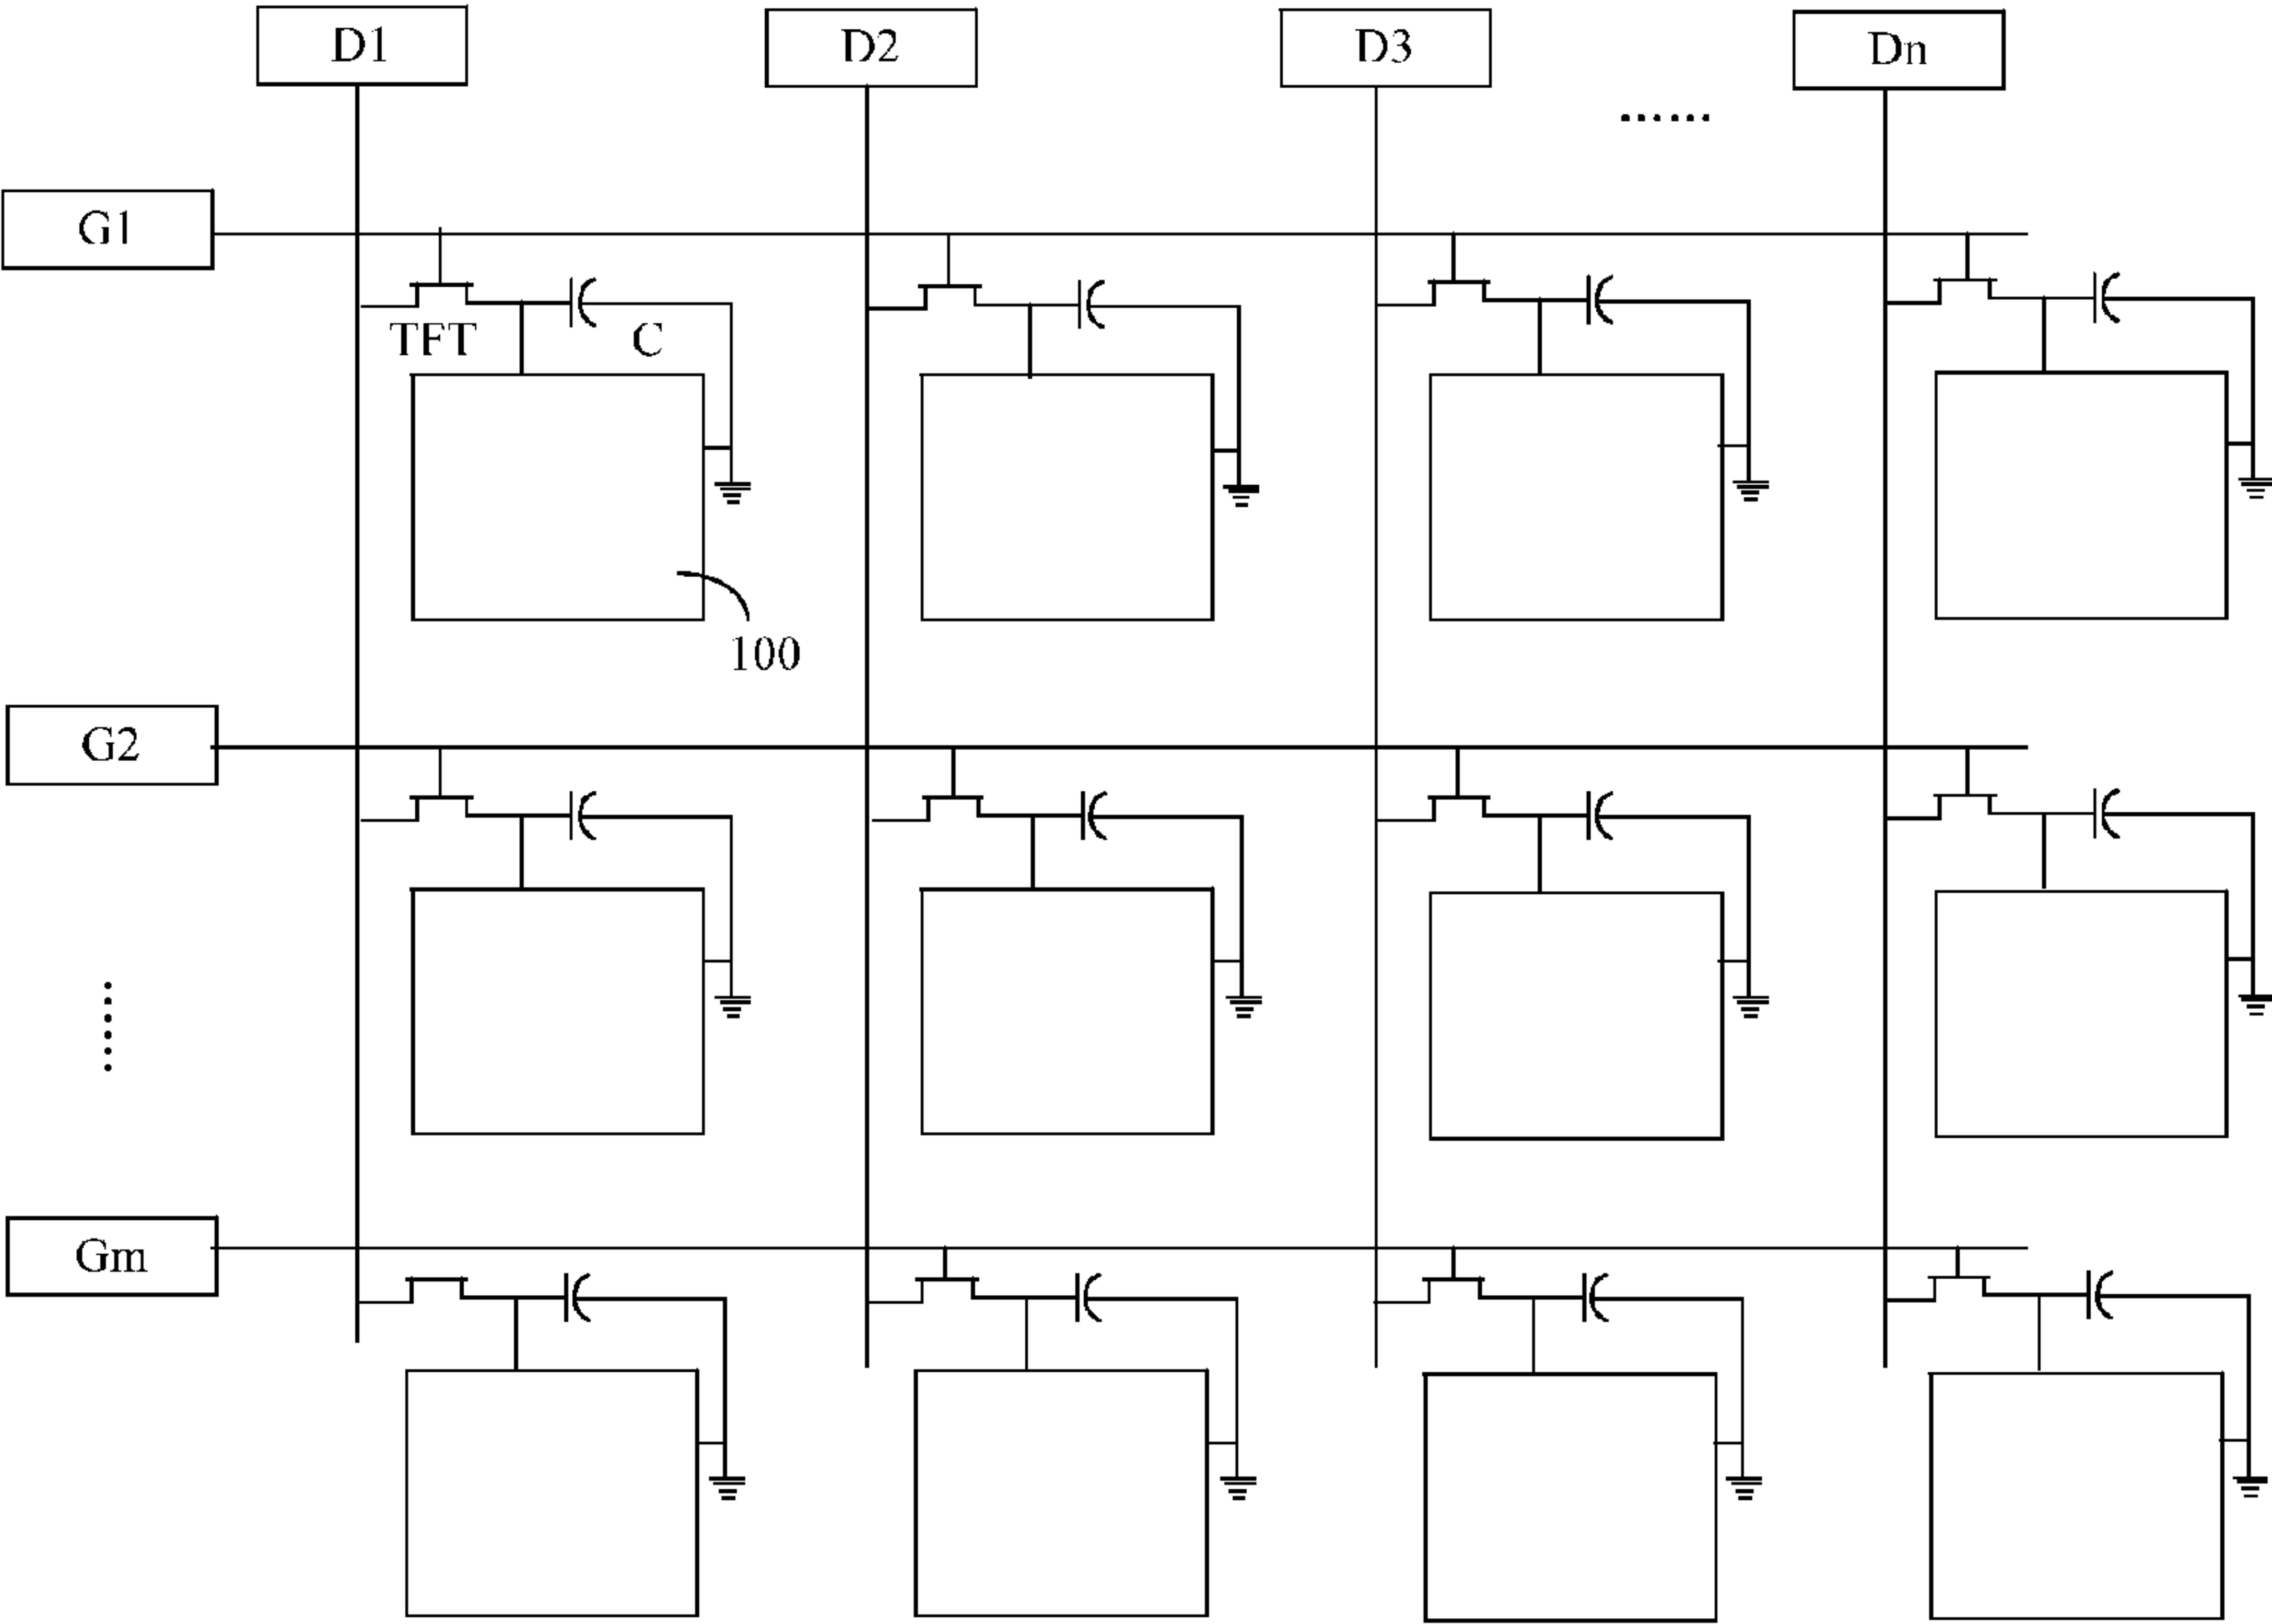 D1
D2
D3
Dn
......
G1
TFT
C
100
G2
......
Gm